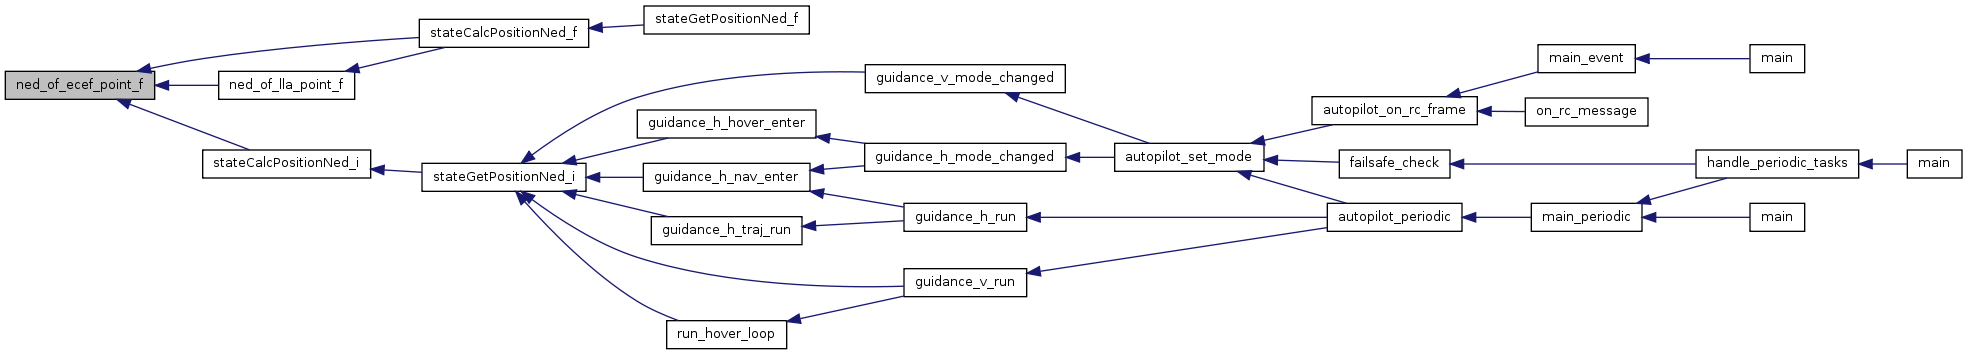 stateGetPositionNed_f
stateCalcPositionNed_f
main_event
main
guidance_v_mode_changed
ned_of_ecef_point_f
ned_of_lla_point_f
autopilot_on_rc_frame
on_rc_message
guidance_h_hover_enter
guidance_h_mode_changed
autopilot_set_mode
stateCalcPositionNed_i
failsafe_check
handle_periodic_tasks
main
stateGetPositionNed_i
guidance_h_nav_enter
guidance_h_run
autopilot_periodic
main_periodic
main
guidance_h_traj_run
guidance_v_run
run_hover_loop